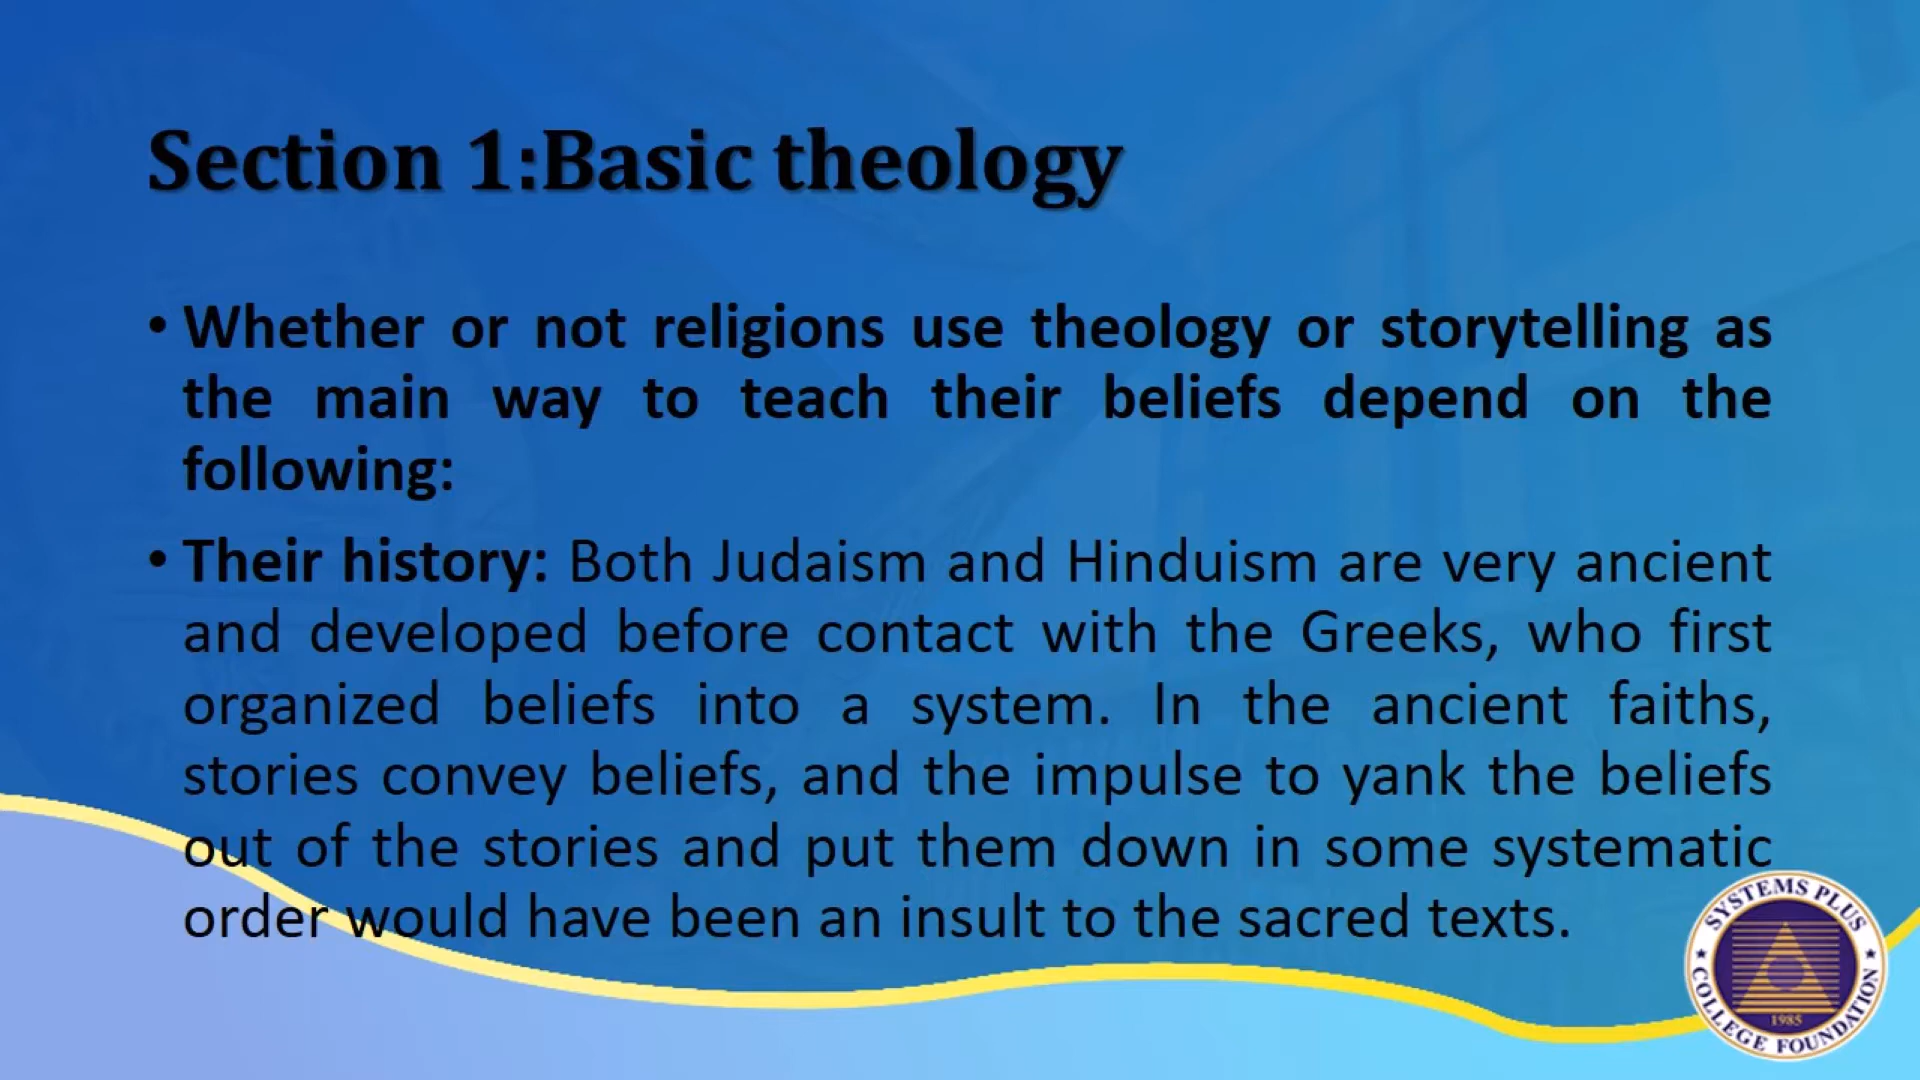 Section 1:Basic theology
• Whether or not religions use theology or storytelling as
the main way to teach their beliefs depend on the
following:
• Their history: Both Judaism and Hinduism are very ancient
and developed before contact with the Greeks, who first
organized beliefs into a system. In the ancient faiths,
stories convey beliefs, and the impulse to yank the beliefs
out of the stories and put them down in some systematic
order would have been an insult to the sacred texts.
SYSTEMS PLUS
COLLEGE FOUNDATION
1985